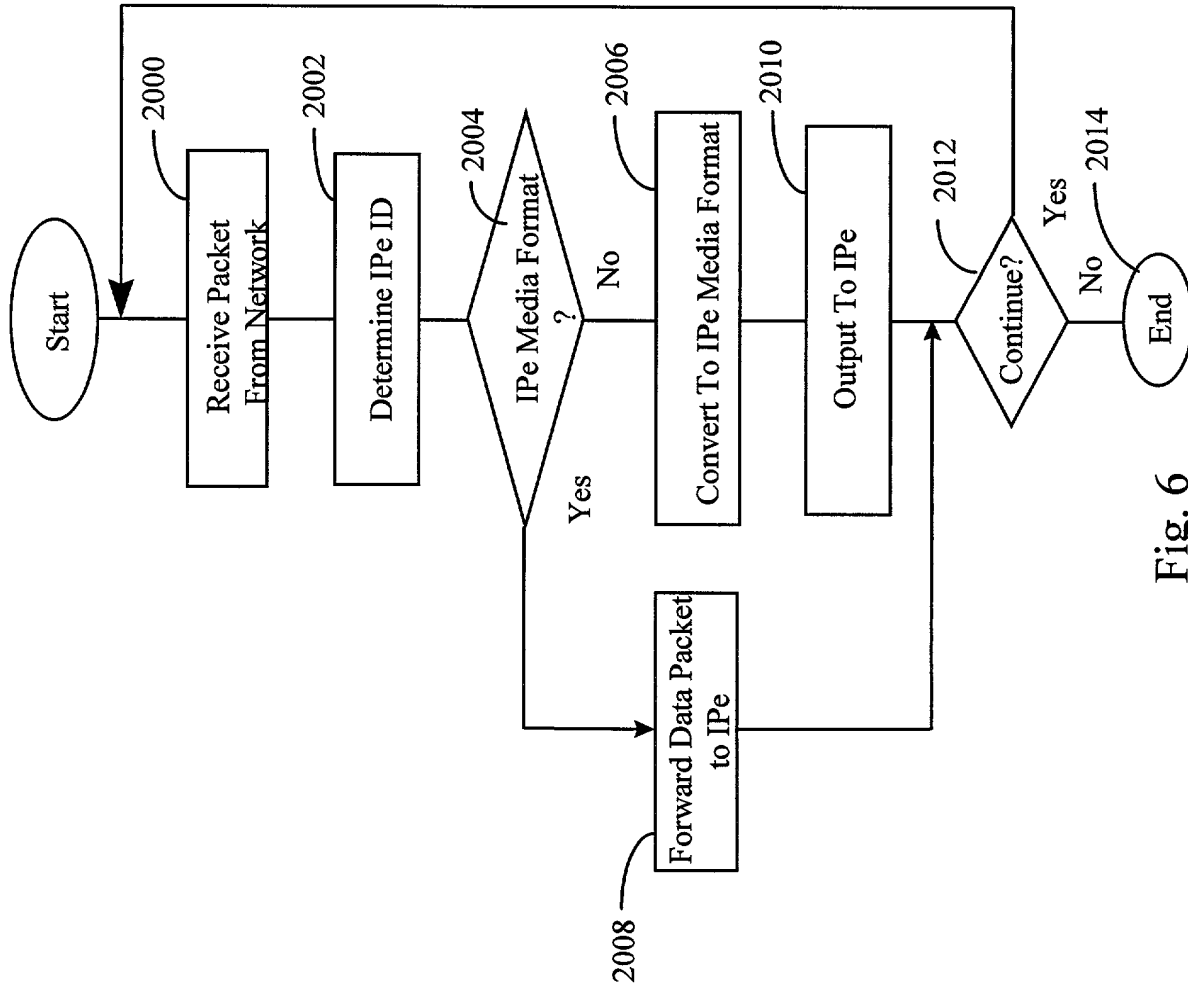 Start
2000
Receive Packet
From Network
2002
Determine IPe ID
2004
IPe Media Format
?
Yes
No
2006
Convert To IPe Media Format
2008
Forward Data Packet
to IPe
2010
Output To IPe
2012
Continue?
Yes
No
2014
End
Fig. 6